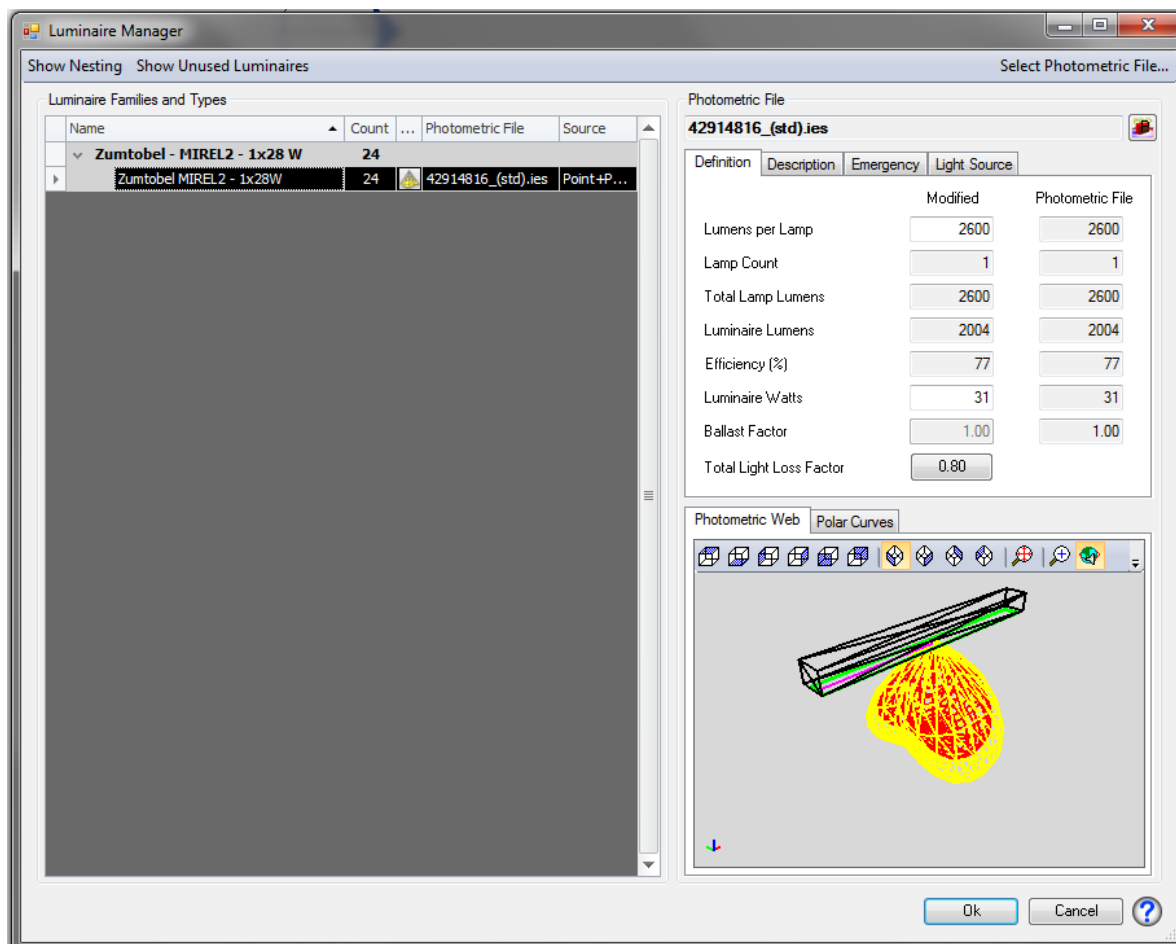 Luminaire Manager
Show Nesting Show Unused Luminaires Select Photometric File...
Luminaire Families and Types
Name Count ... Photometric File Source
Zumtobel - MIREL2 - 1x28 W 24
Zumtobel MIREL2 - 1x28W 24 42914816_(std).ies Point+P...
Photometric File
42914816_(std).ies
Definition Description Emergency Light Source
Modified Photometric File
Lumens per Lamp 2600 2600
Lamp Count 1 1
Total Lamp Lumens 2600 2600
Luminaire Lumens 2004 2004
Efficiency (%) 77 77
Luminaire Watts 31 31
Ballast Factor 1.00 1.00
Total Light Loss Factor 0.80
Photometric Web Polar Curves
Ok Cancel ?